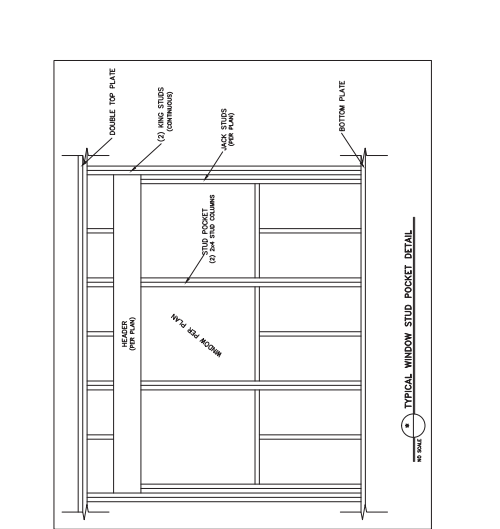 DOUBLE TOP PLATE
(2) KING STUDS
(CONTINUOUS)
JACK STUDS
(PER PLAN)
BOTTOM PLATE
STUD POCKET
(2) 2x4 STUD COLUMNS
HEADER
(PER PLAN)
WINDOW PER PLAN
* TYPICAL WINDOW STUD POCKET DETAIL
NO SCALE